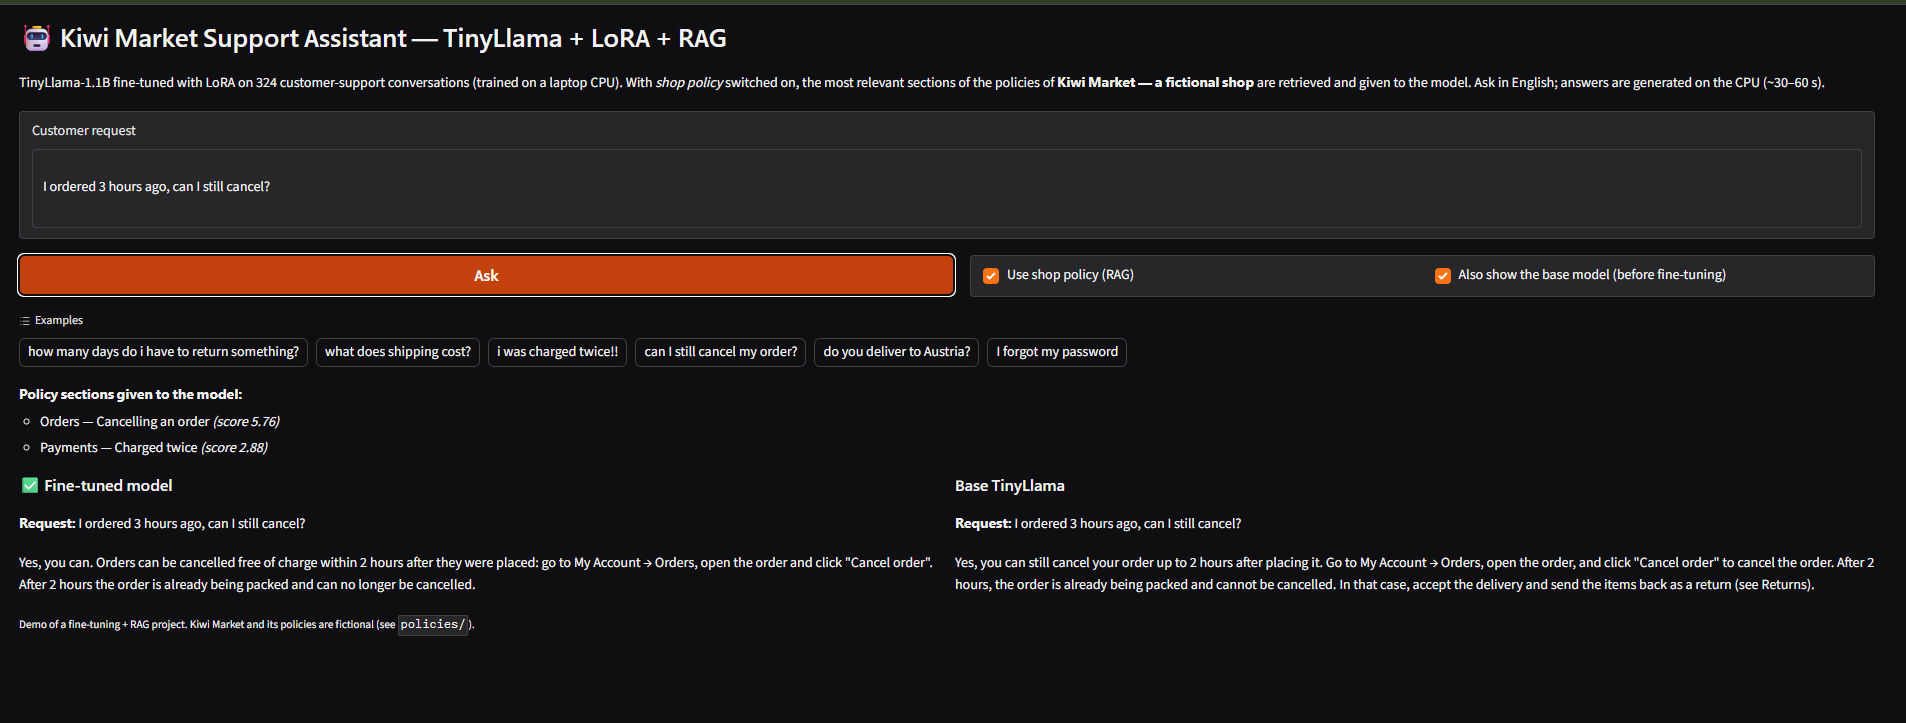 Kiwi Market Support Assistant — TinyLlama + LoRA + RAG
TinyLlama-1.1B fine-tuned with LoRA on 324 customer-support conversations (trained on a laptop CPU). With shop policy switched on, the most relevant sections of the policies of Kiwi Market — a fictional shop are retrieved and given to the model. Ask in English; answers are generated on the CPU (~30–60 s).
Customer request
I ordered 3 hours ago, can I still cancel?
Ask
Use shop policy (RAG)
Also show the base model (before fine-tuning)
Examples
how many days do i have to return something?
what does shipping cost?
i was charged twice!!
can I still cancel my order?
do you deliver to Austria?
I forgot my password
Policy sections given to the model:
Orders — Cancelling an order (score 5.76)
Payments — Charged twice (score 2.88)
Fine-tuned model
Request: I ordered 3 hours ago, can I still cancel?
Yes, you can. Orders can be cancelled free of charge within 2 hours after they were placed: go to My Account → Orders, open the order and click "Cancel order".
After 2 hours the order is already being packed and can no longer be cancelled.
Base TinyLlama
Request: I ordered 3 hours ago, can I still cancel?
Yes, you can still cancel your order up to 2 hours after placing it. Go to My Account → Orders, open the order, and click "Cancel order" to cancel the order. After 2
hours, the order is already being packed and cannot be cancelled. In that case, accept the delivery and send the items back as a return (see Returns).
Demo of a fine-tuning + RAG project. Kiwi Market and its policies are fictional (see policies/).